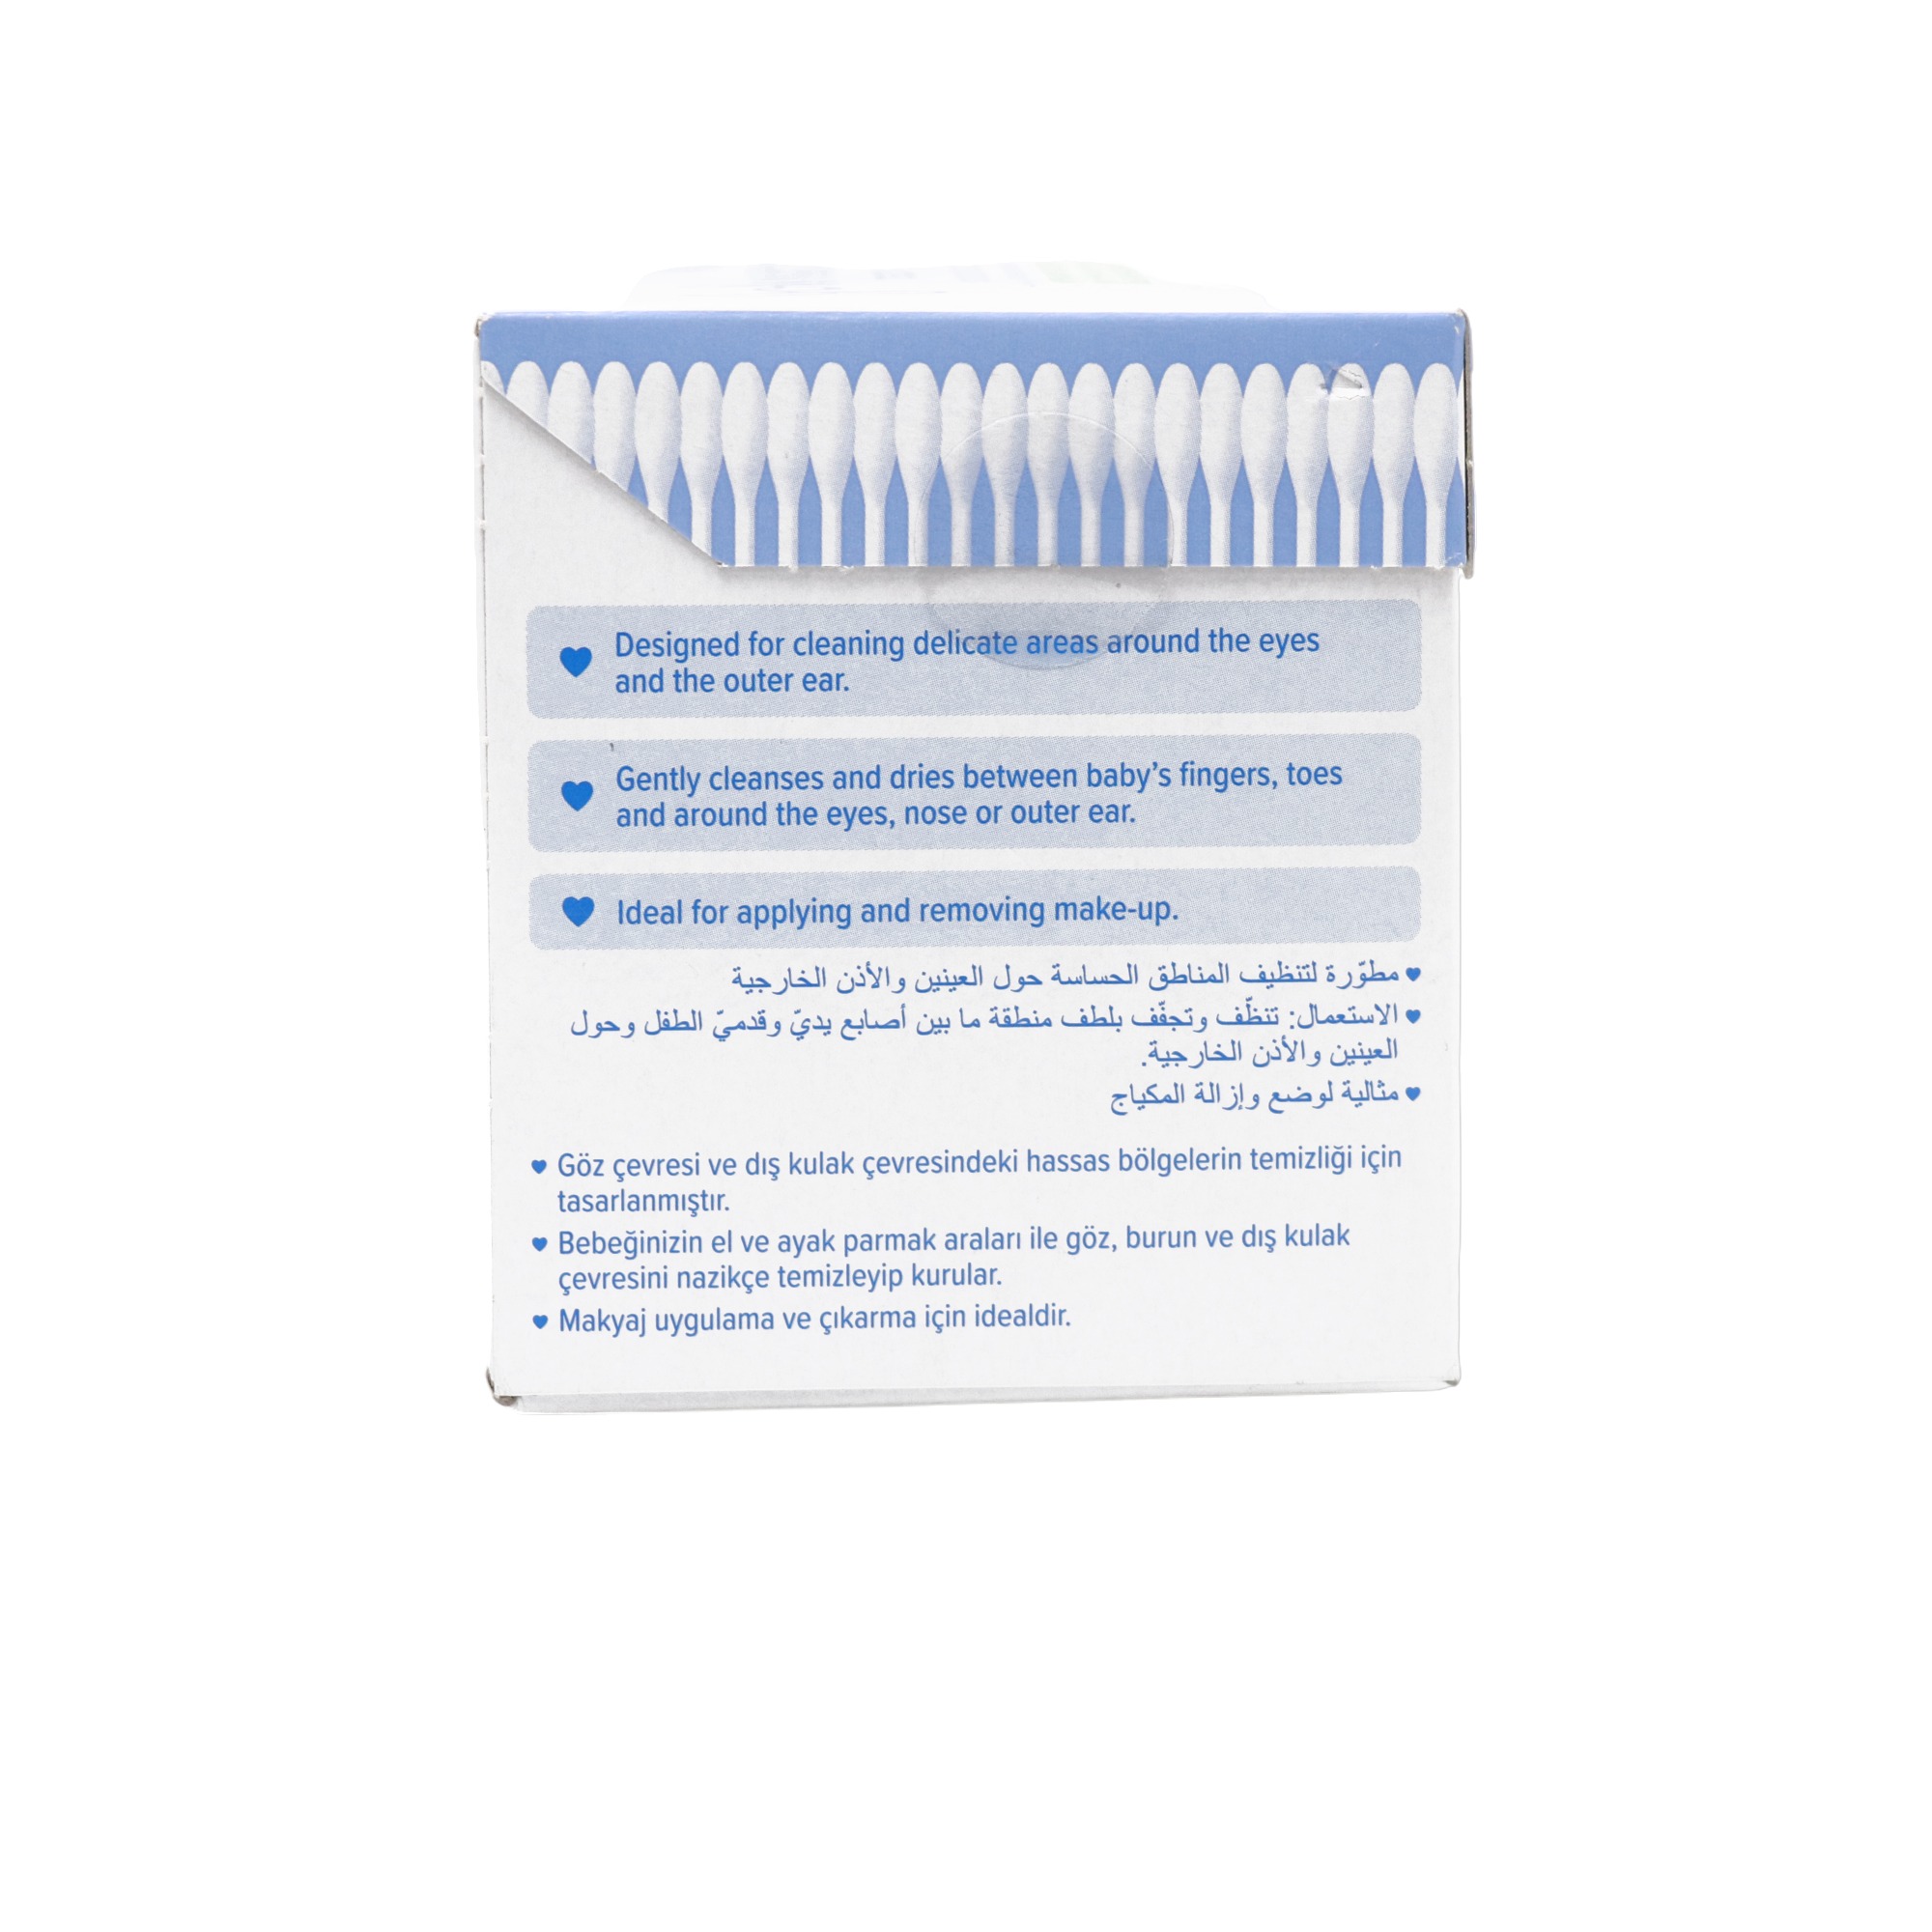 Designed for cleaning delicate areas around the eyes
and the outer ear.
Gently cleanses and dries between baby's fingers, toes
and around the eyes, nose or outer ear.
Ideal for applying and removing make-up.
مطوّرة لتنظيف المناطق الحساسة حول العينين والأذن الخارجية
الاستعمال: تنظّف وتجفّف بلطف منطقة ما بين أصابع يديّ وقدميّ الطفل وحول
العينين والأذن الخارجية.
مثالية لوضع وإزالة المكياج
Göz çevresi ve dış kulak çevresindeki hassas bölgelerin temizliği için
tasarlanmıştır.
Bebeğinizin el ve ayak parmak araları ile göz, burun ve dış kulak
çevresini nazikçe temizleyip kurular.
Makyaj uygulama ve çıkarma için idealdir.